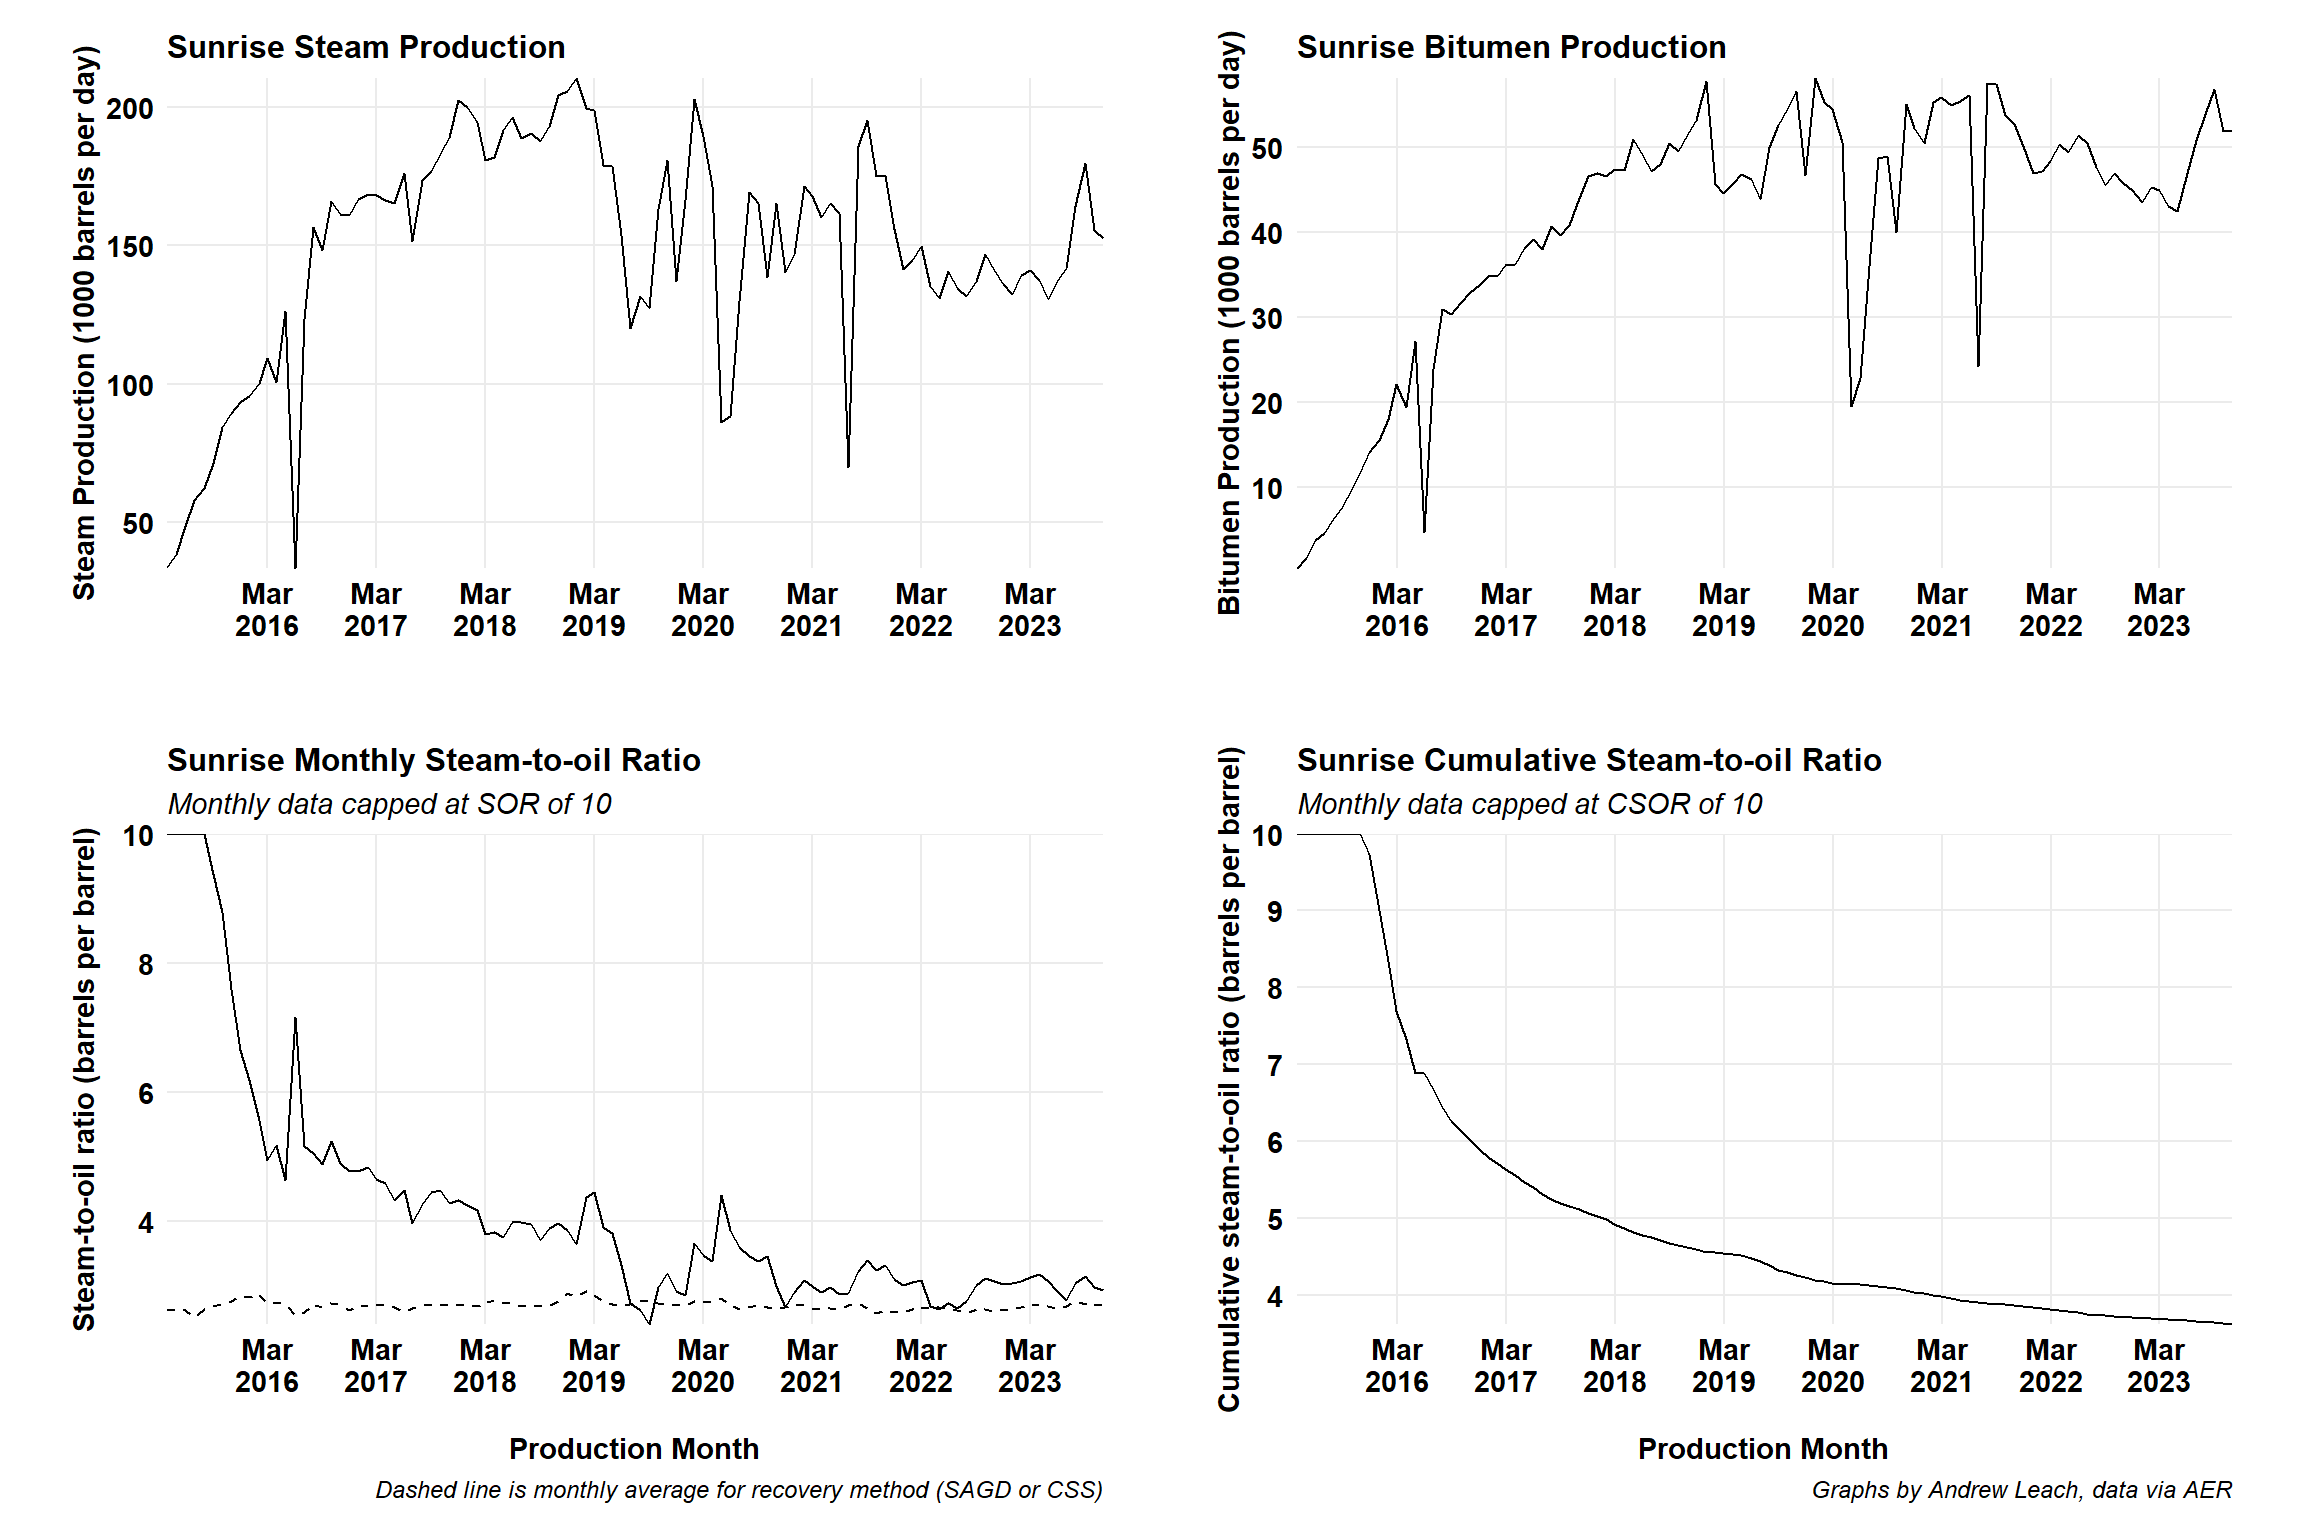 Sunrise Steam Production
Steam Production (1000 barrels per day)
200
150
100
50
Mar Mar Mar Mar Mar Mar Mar Mar
2016 2017 2018 2019 2020 2021 2022 2023
Sunrise Bitumen Production
Bitumen Production (1000 barrels per day)
50
40
30
20
10
Mar Mar Mar Mar Mar Mar Mar Mar
2016 2017 2018 2019 2020 2021 2022 2023
Sunrise Monthly Steam-to-oil Ratio
Monthly data capped at SOR of 10
Steam-to-oil ratio (barrels per barrel)
10
8
6
4
Mar Mar Mar Mar Mar Mar Mar Mar
2016 2017 2018 2019 2020 2021 2022 2023
Production Month
Dashed line is monthly average for recovery method (SAGD or CSS)
Sunrise Cumulative Steam-to-oil Ratio
Monthly data capped at CSOR of 10
Cumulative steam-to-oil ratio (barrels per barrel)
10
9
8
7
6
5
4
Mar Mar Mar Mar Mar Mar Mar Mar
2016 2017 2018 2019 2020 2021 2022 2023
Production Month
Graphs by Andrew Leach, data via AER